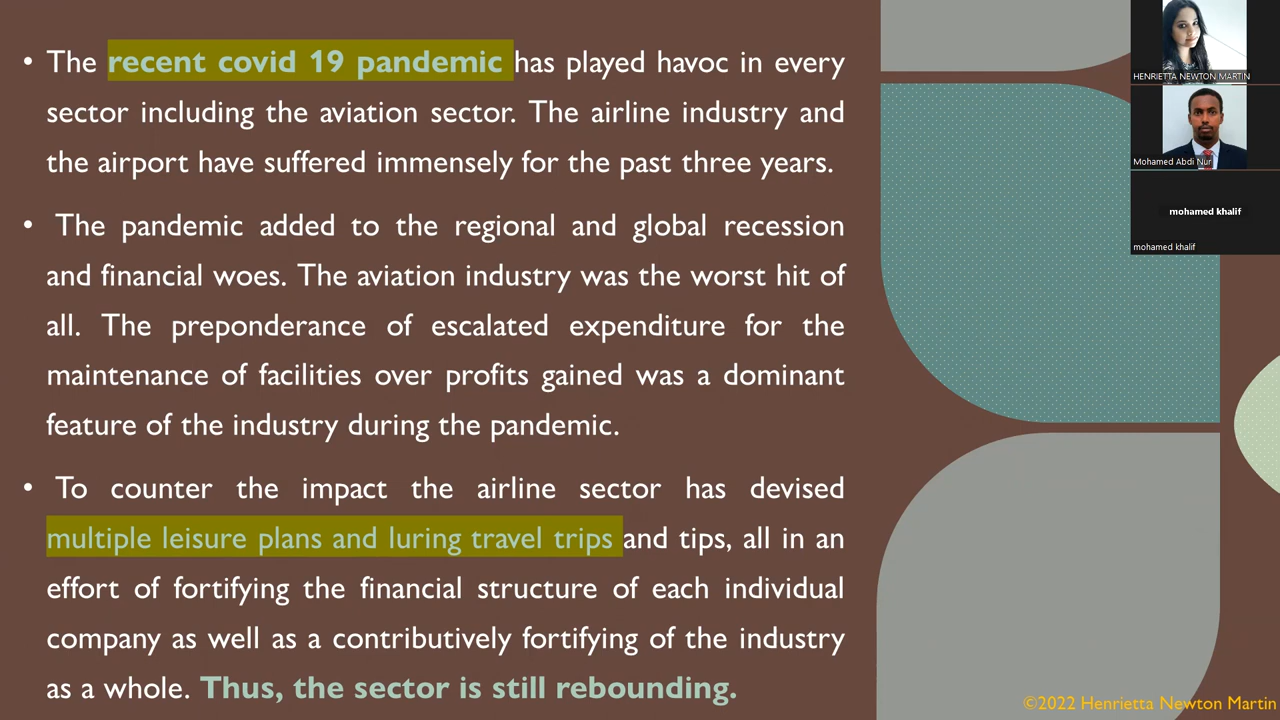 • The recent covid 19 pandemic has played havoc in every
sector including the aviation sector. The airline industry and
the airport have suffered immensely for the past three years.
• The pandemic added to the regional and global recession
and financial woes. The aviation industry was the worst hit of
all. The preponderance of escalated expenditure for the
maintenance of facilities over profits gained was a dominant
feature of the industry during the pandemic.
• To counter the impact the airline sector has devised
multiple leisure plans and luring travel trips and tips, all in an
effort of fortifying the financial structure of each individual
company as well as a contributively fortifying of the industry
as a whole. Thus, the sector is still rebounding.
HENRIETTA NEWTON MARTIN
Mohamed Abdi Nur
mohamed khalif
mohamed khalif
©2022 Henrietta Newton Martin